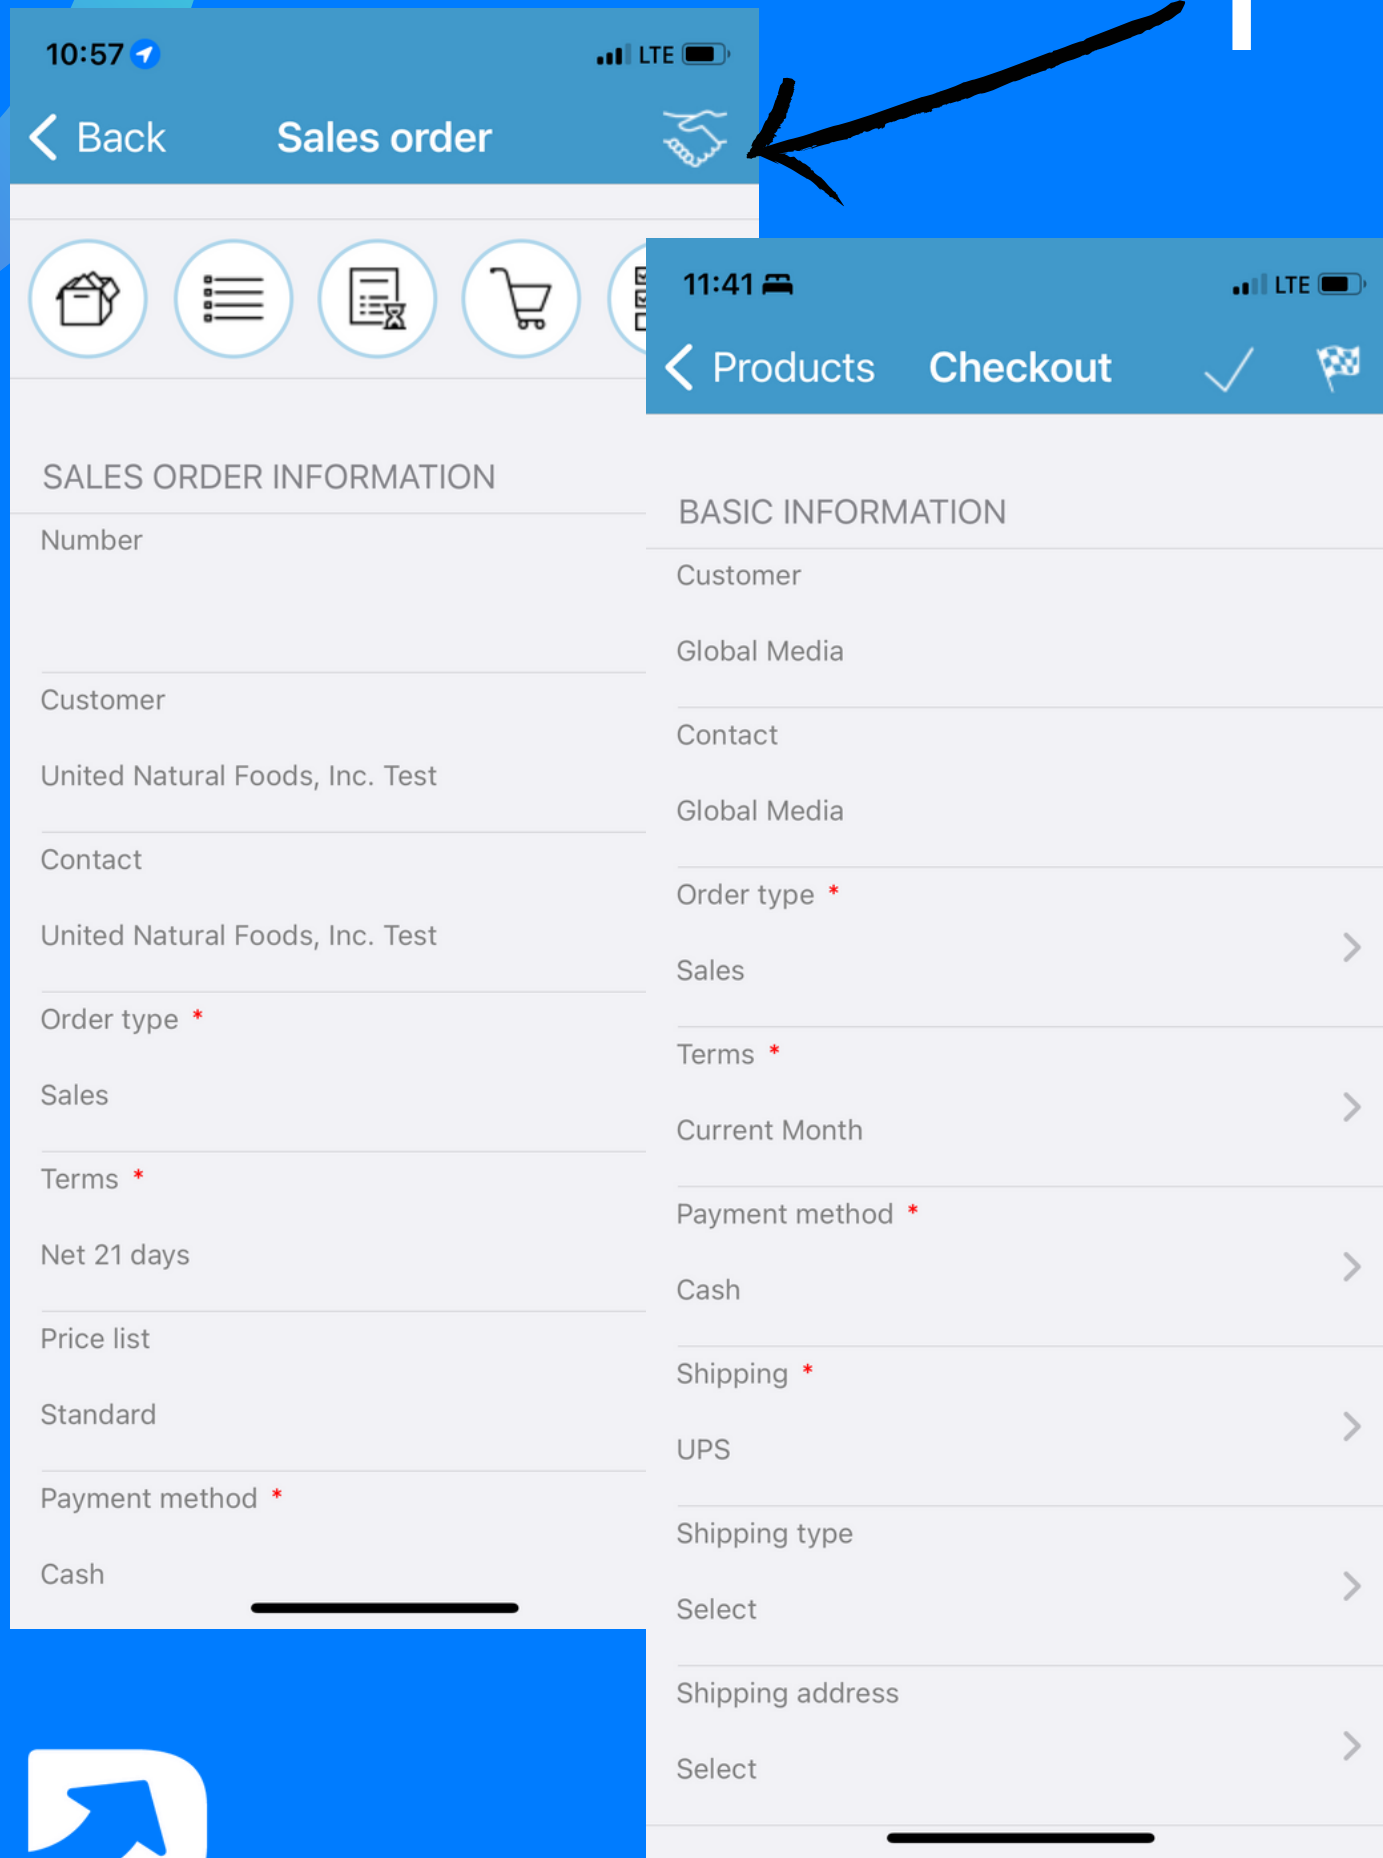 10:57
LTE
Back
Sales order
SALES ORDER INFORMATION
Number
Customer
United Natural Foods, Inc. Test
Contact
United Natural Foods, Inc. Test
Order type *
Sales
Terms *
Net 21 days
Price list
Standard
Payment method *
Cash
11:41
LTE
Products
Checkout
BASIC INFORMATION
Customer
Global Media
Contact
Global Media
Order type *
Sales
Terms *
Current Month
Payment method *
Cash
Shipping *
UPS
Shipping type
Select
Shipping address
Select